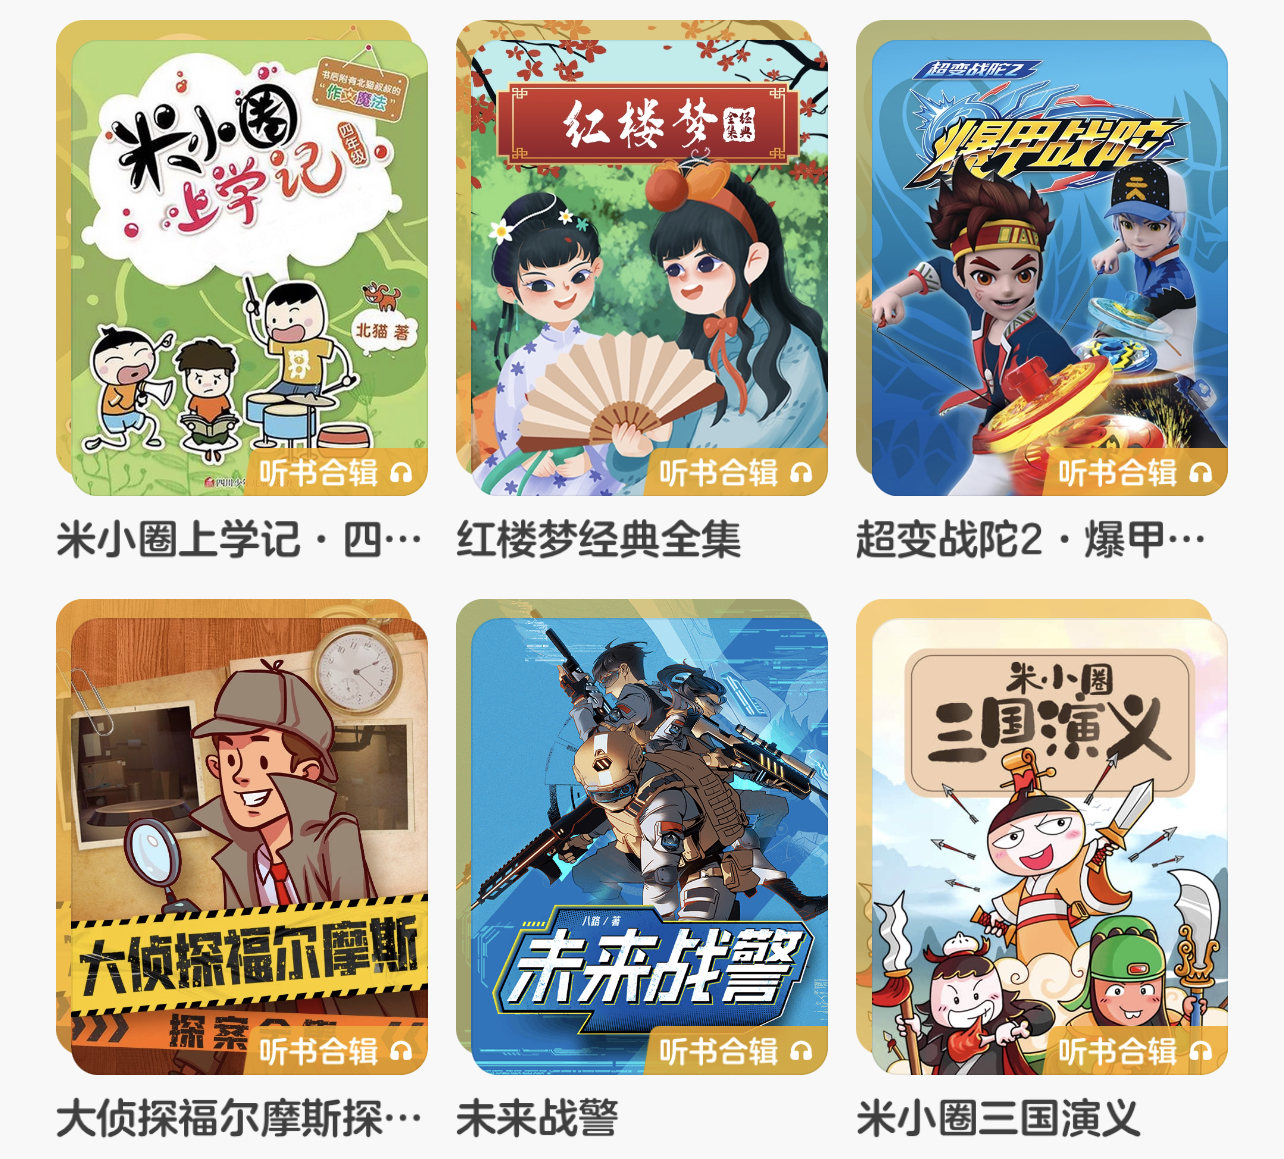 书后附有北猫叔叔的
“作文魔法”
米小圈
上学记
四年级
北猫 著
听书合辑
米小圈上学记·四…
红楼梦
经典全集
听书合辑
红楼梦经典全集
超变战陀2
爆甲战陀
听书合辑
超变战陀2·爆甲…
大侦探福尔摩斯
听书合辑
大侦探福尔摩斯探…
八路/著
未来战警
听书合辑
未来战警
米小圈
三国演义
听书合辑
米小圈三国演义